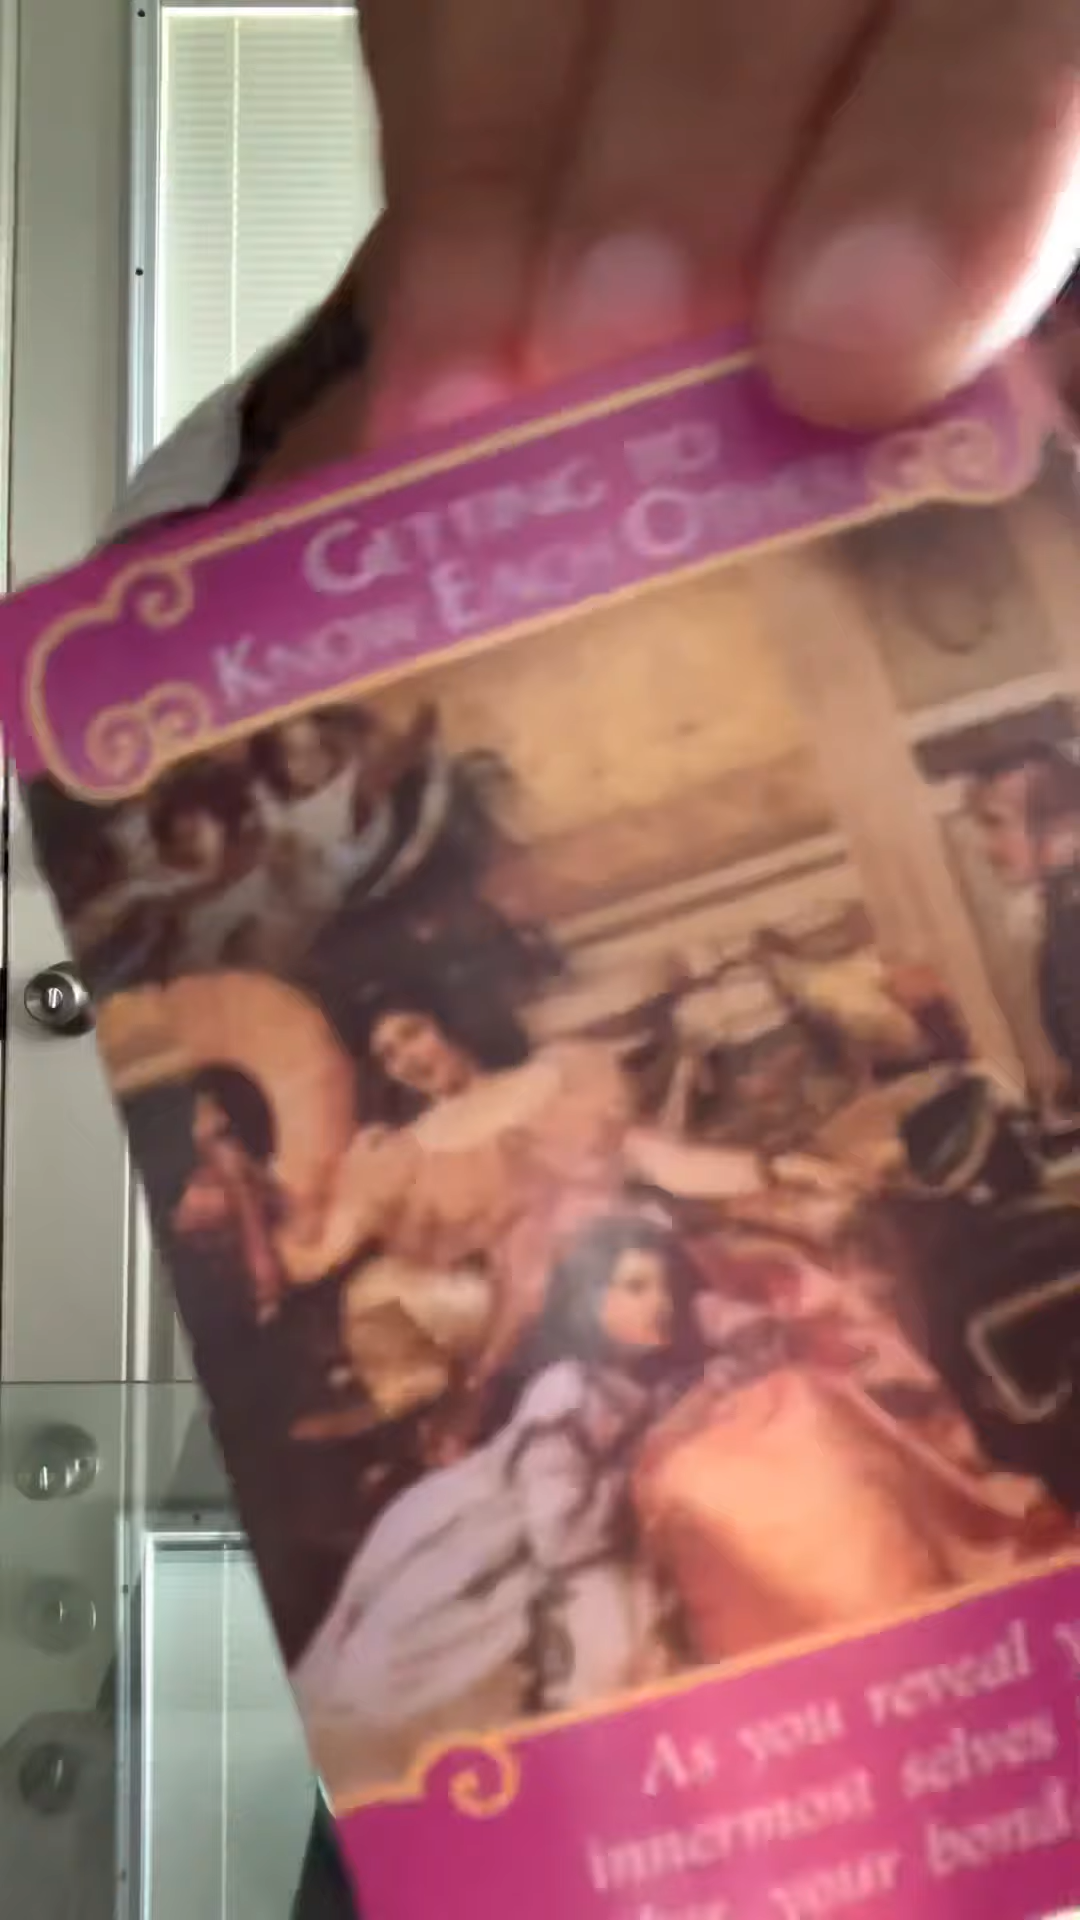 GETTING TO
KNOW EACH OTHER
As you reveal
innermost selves
your bond